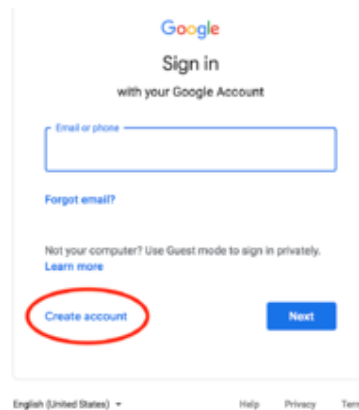 Google
Sign in
with your Google Account
Email or phone
Forgot email?
Not your computer? Use Guest mode to sign in privately.
Learn more
Create account
Next
English (United States)
Help
Privacy